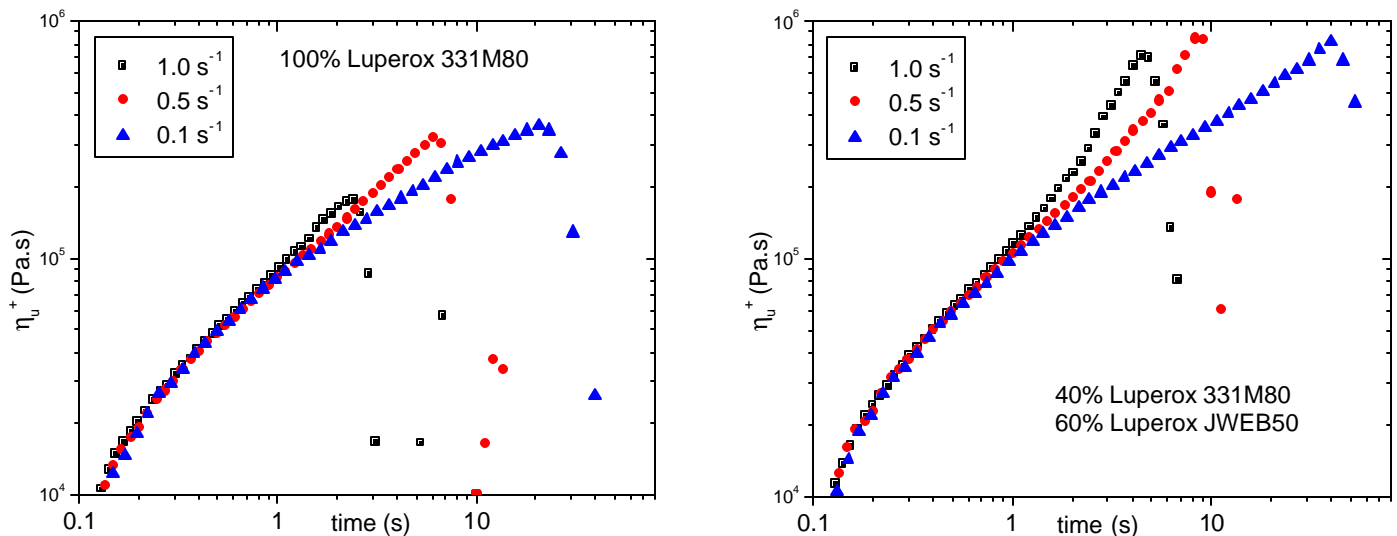 10⁶
1.0 s⁻¹
0.5 s⁻¹
0.1 s⁻¹
100% Luperox 331M80
10⁵
ηᵤ⁺ (Pa.s)
10⁴
0.1
1
10
time (s)
10⁶
1.0 s⁻¹
0.5 s⁻¹
0.1 s⁻¹
10⁵
ηᵤ⁺ (Pa.s)
40% Luperox 331M80
60% Luperox JWEB50
10⁴
0.1
1
10
time (s)